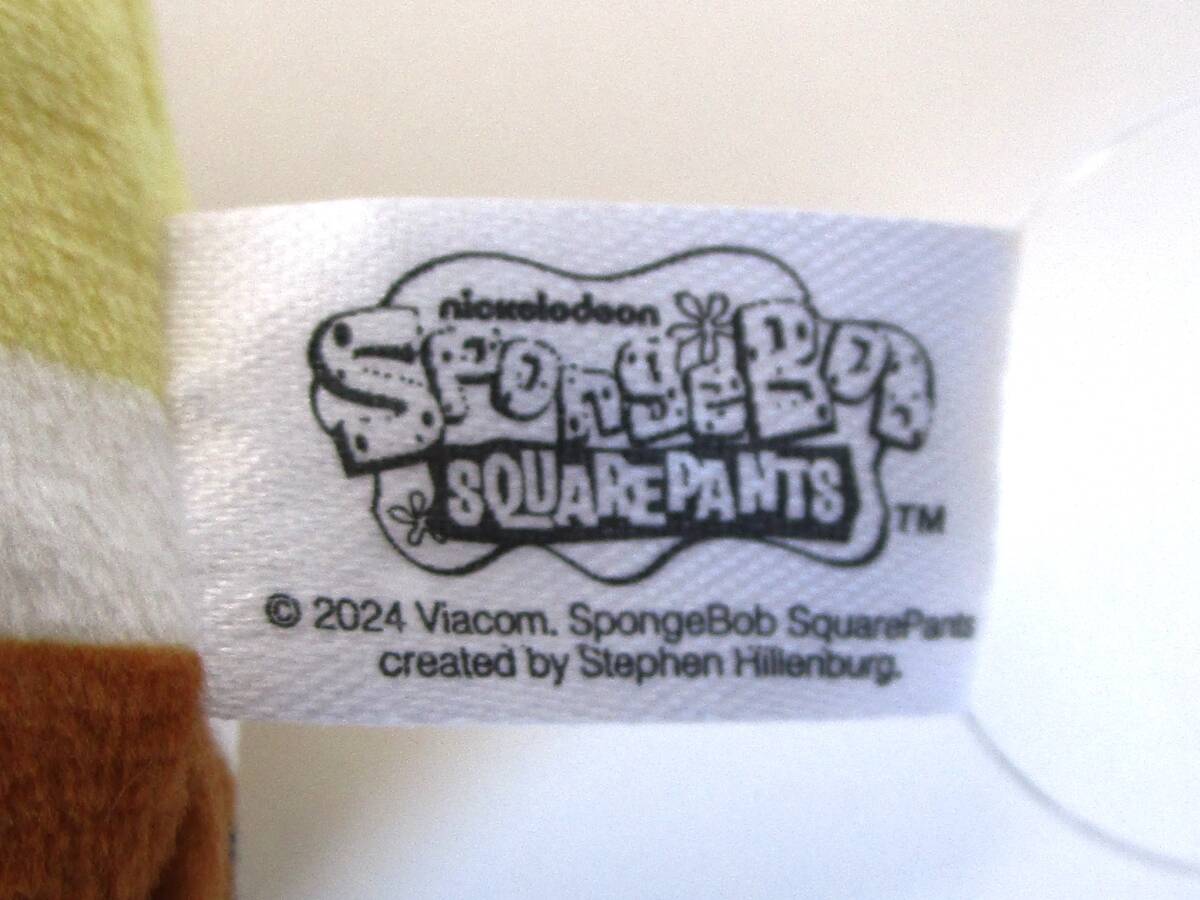 nickelodeon
SPongeBoB
SQUAREPANTS
TM
© 2024 Viacom. SpongeBob SquarePants
created by Stephen Hillenburg.